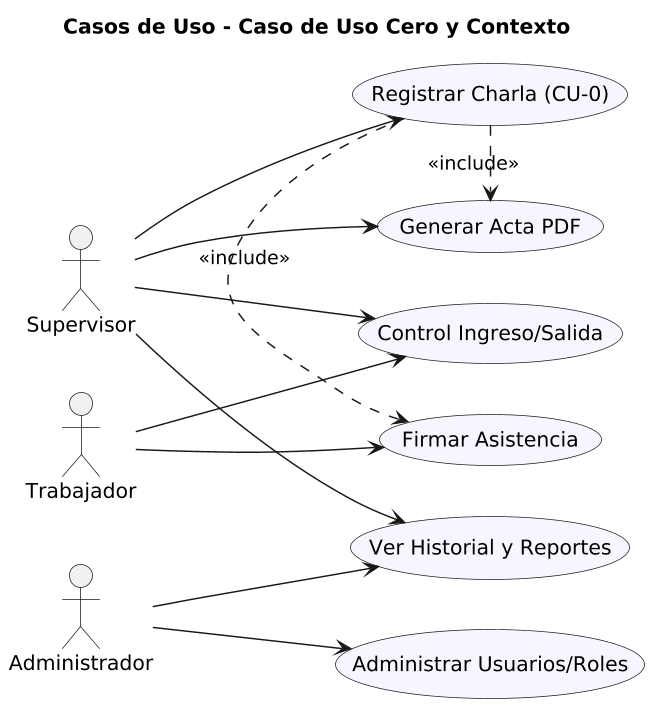 Casos de Uso - Caso de Uso Cero y Contexto
Registrar Charla (CU-0)
«include»
Generar Acta PDF
«include»
Supervisor
Control Ingreso/Salida
Firmar Asistencia
Trabajador
Ver Historial y Reportes
Administrador
Administrar Usuarios/Roles